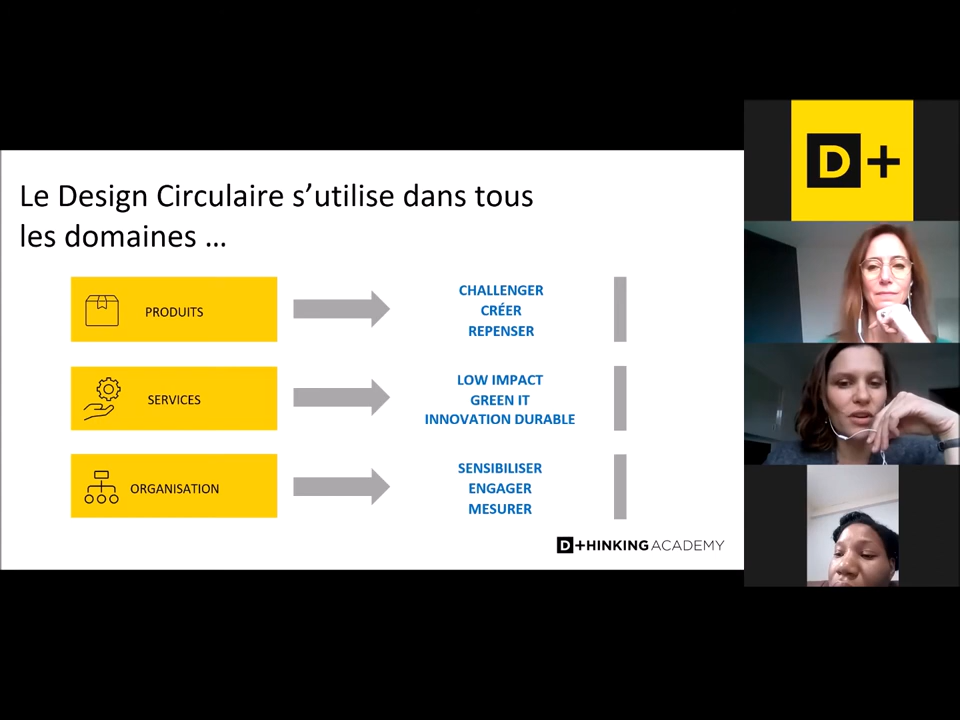 Le Design Circulaire s’utilise dans tous
les domaines ...
PRODUITS
CHALLENGER
CRÉER
REPENSER
SERVICES
LOW IMPACT
GREEN IT
INNOVATION DURABLE
ORGANISATION
SENSIBILISER
ENGAGER
MESURER
D+HINKING ACADEMY
D+